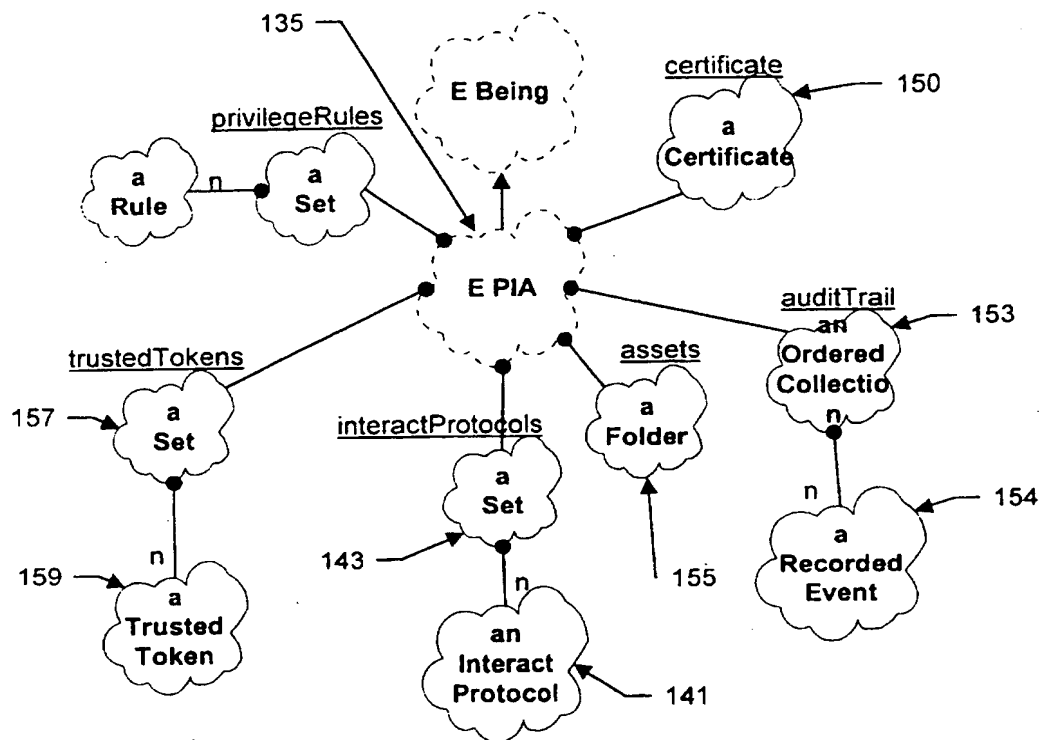 135
E Being
certificate
150
a
Certificate
privilegeRules
n
a
Rule
a
Set
E PIA
auditTrail
153
an
Ordered
Collectio
n
trustedTokens
157
a
Set
assets
a
Folder
interactProtocols
a
Set
143
n
155
n
154
a
Recorded
Event
159
n
a
Trusted
Token
an
Interact
Protocol
141